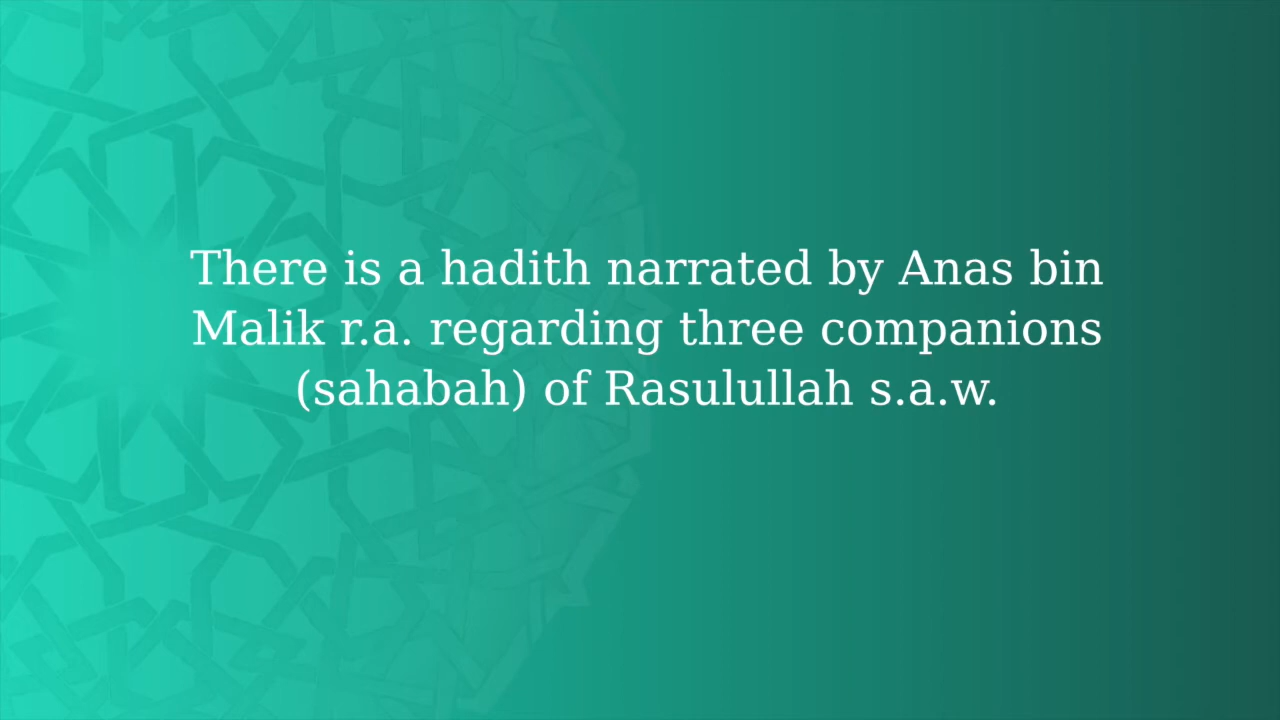 There is a hadith narrated by Anas bin
Malik r.a. regarding three companions
(sahabah) of Rasulullah s.a.w.